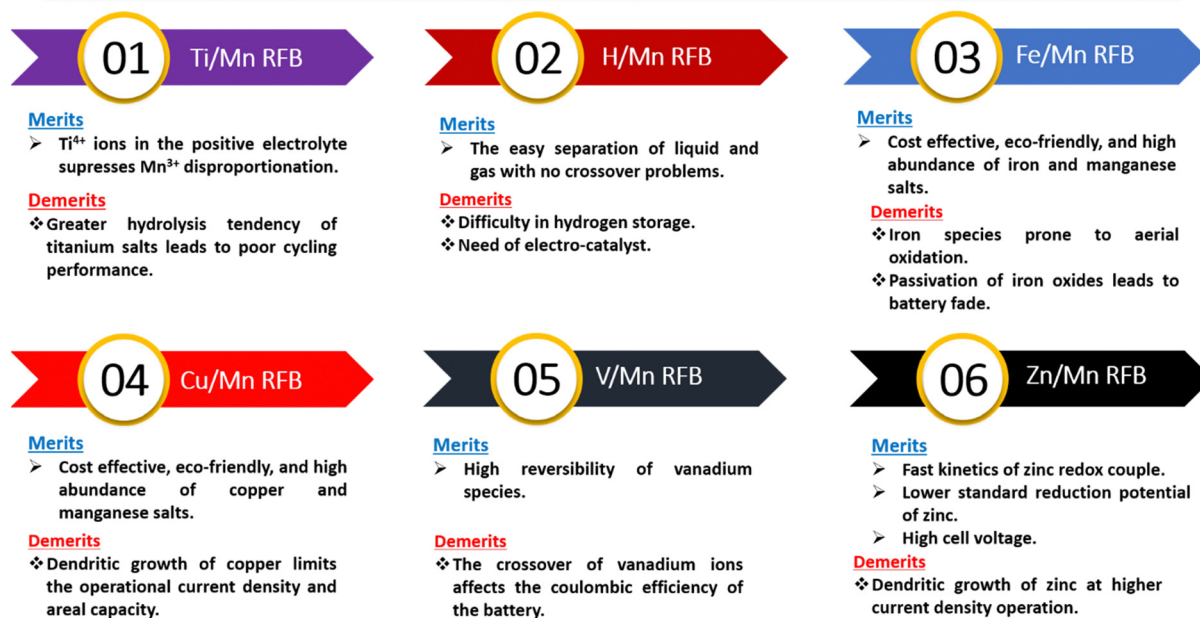 01 Ti/Mn RFB
Merits
➢ Ti⁴⁺ ions in the positive electrolyte
supresses Mn³⁺ disproportionation.
Demerits
❖Greater hydrolysis tendency of
titanium salts leads to poor cycling
performance.
02 H/Mn RFB
Merits
➢ The easy separation of liquid and
gas with no crossover problems.
Demerits
❖Difficulty in hydrogen storage.
❖Need of electro-catalyst.
03 Fe/Mn RFB
Merits
➢ Cost effective, eco-friendly, and high
abundance of iron and manganese
salts.
Demerits
❖Iron species prone to aerial
oxidation.
❖Passivation of iron oxides leads to
battery fade.
04 Cu/Mn RFB
Merits
➢ Cost effective, eco-friendly, and high
abundance of copper and
manganese salts.
Demerits
❖Dendritic growth of copper limits
the operational current density and
areal capacity.
05 V/Mn RFB
Merits
➢ High reversibility of vanadium
species.
Demerits
❖The crossover of vanadium ions
affects the coulombic efficiency of
the battery.
06 Zn/Mn RFB
Merits
➢ Fast kinetics of zinc redox couple.
➢ Lower standard reduction potential
of zinc.
➢ High cell voltage.
Demerits
❖Dendritic growth of zinc at higher
current density operation.